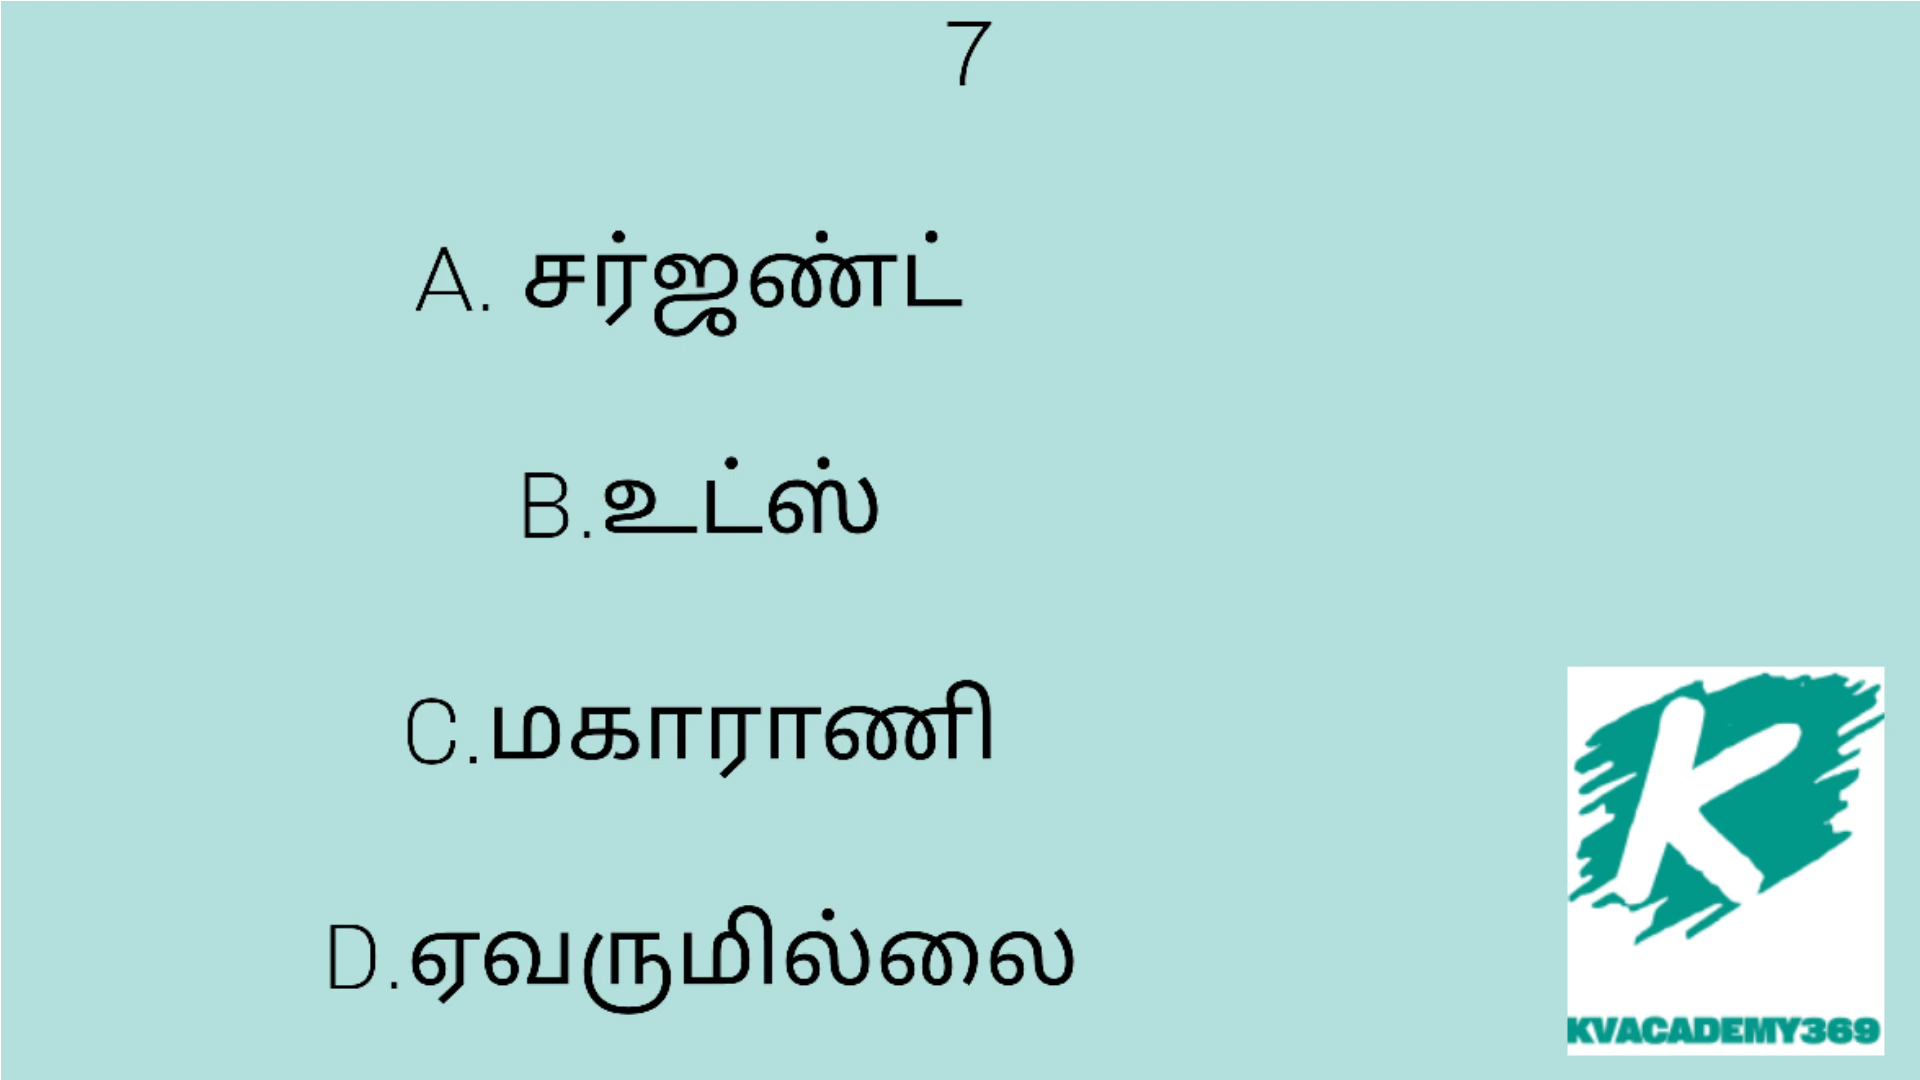 7
A. சர்ஜண்ட்
B.உட்ஸ்
C.மகாராணி
D.ஏவருமில்லை
K
KVACADEMY369